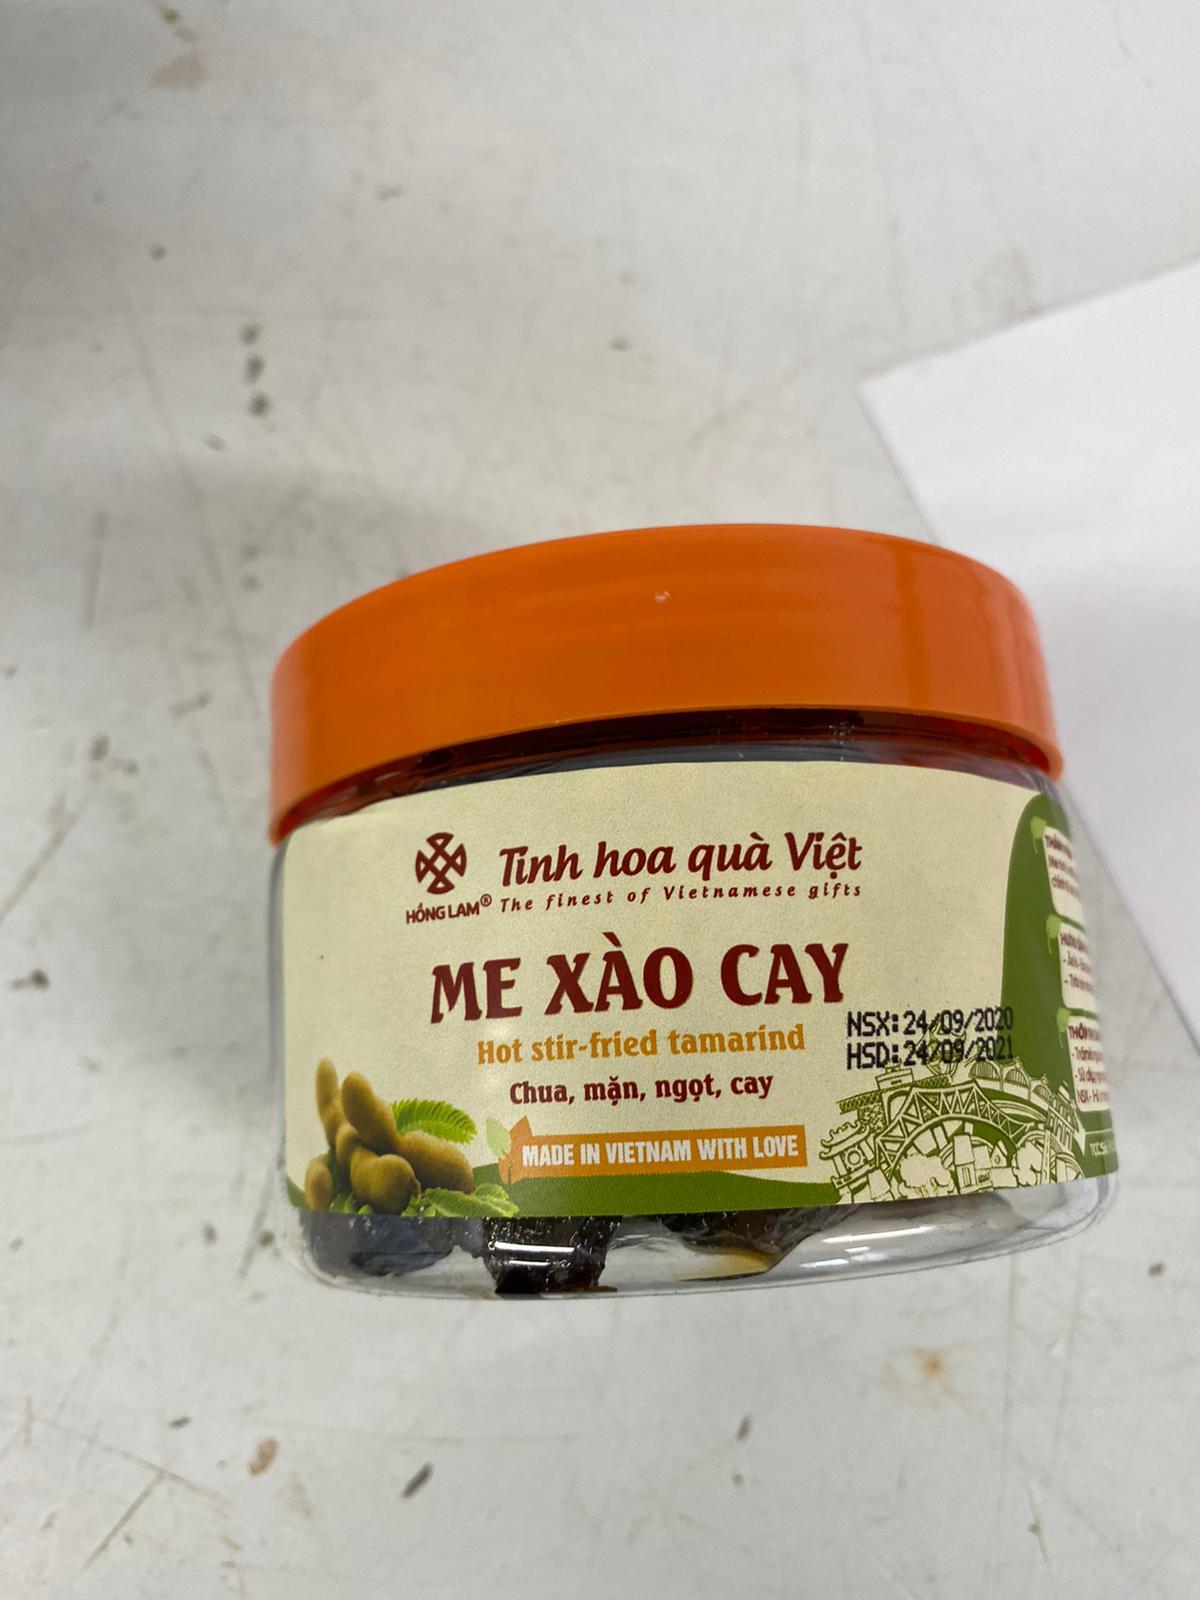 Tinh hoa quà Việt
HỒNG LAM® The finest of Vietnamese gifts
ME XÀO CAY
Hot stir-fried tamarind
Chua, mặn, ngọt, cay
NSX: 24/09/2020
HSD: 24/09/2021
MADE IN VIETNAM WITH LOVE